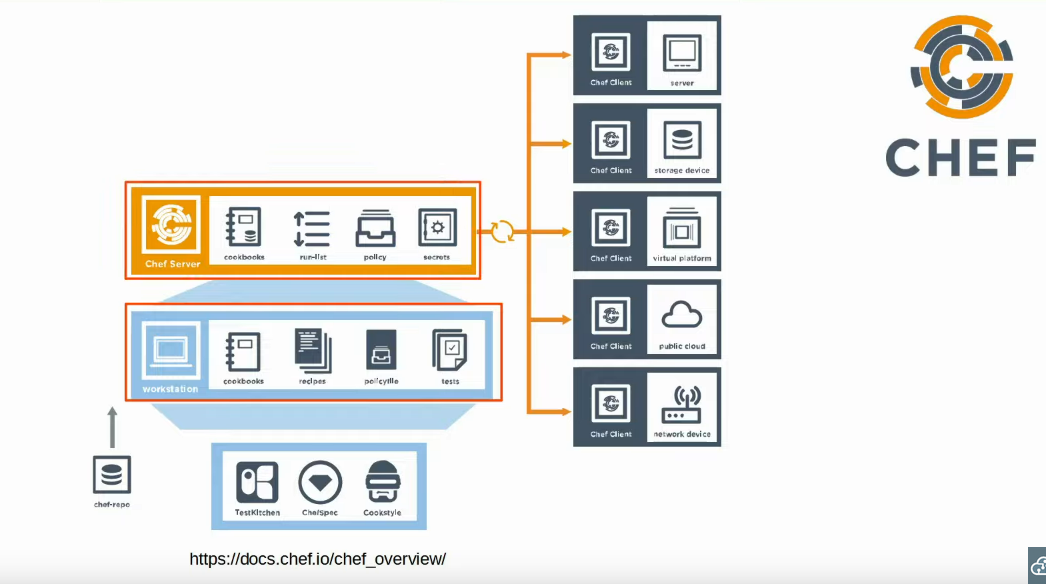 Chef Client
server
Chef Client
storage device
Chef Client
virtual platform
Chef Client
public cloud
Chef Client
network device
CHEF
Chef Server
cookbooks
run-list
policy
secrets
workstation
cookbooks
recipes
policyfile
tests
chef-repo
TestKitchen
ChefSpec
Cookstyle
https://docs.chef.io/chef_overview/